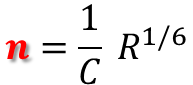 n = 1/C R^{1/6}